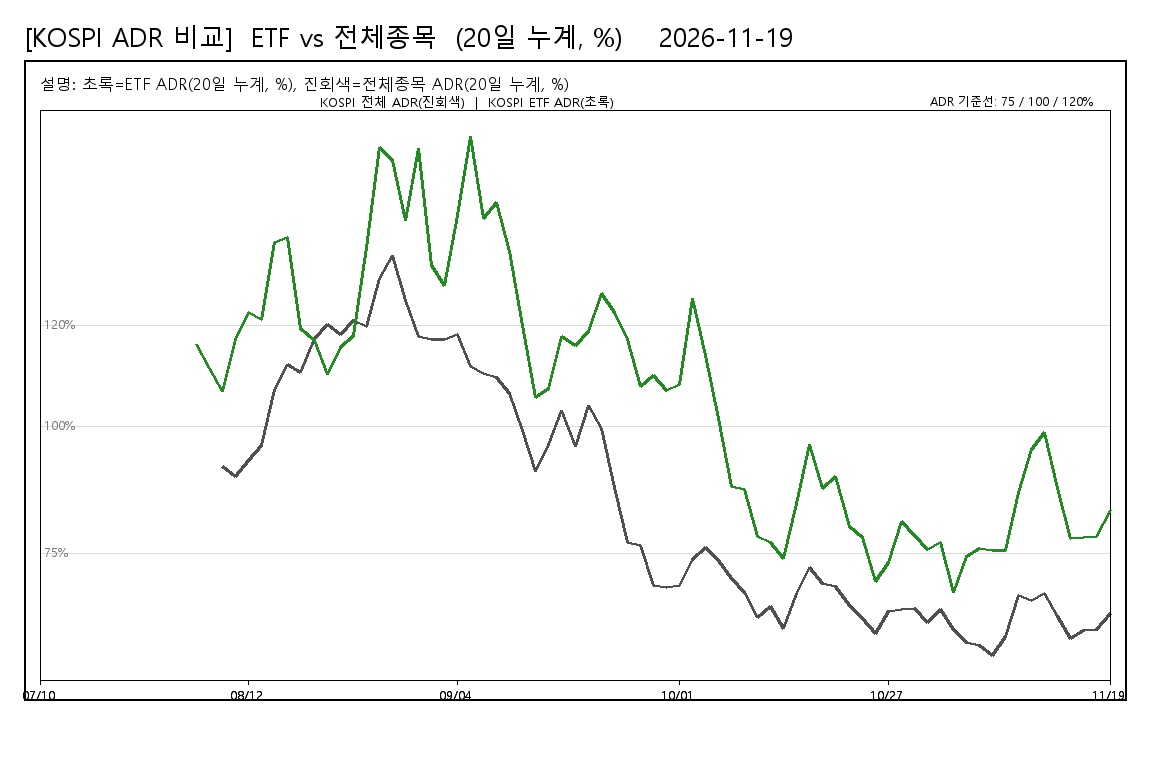 [KOSPI ADR 비교]  ETF vs 전체종목  (20일 누계, %)    2026-11-19
설명: 초록=ETF ADR(20일 누계, %), 진회색=전체종목 ADR(20일 누계, %)
KOSPI 전체 ADR(진회색)  |  KOSPI ETF ADR(초록)
ADR 기준선: 75 / 100 / 120%
120%
100%
75%
07/10 08/12 09/04 10/01 10/27 11/19